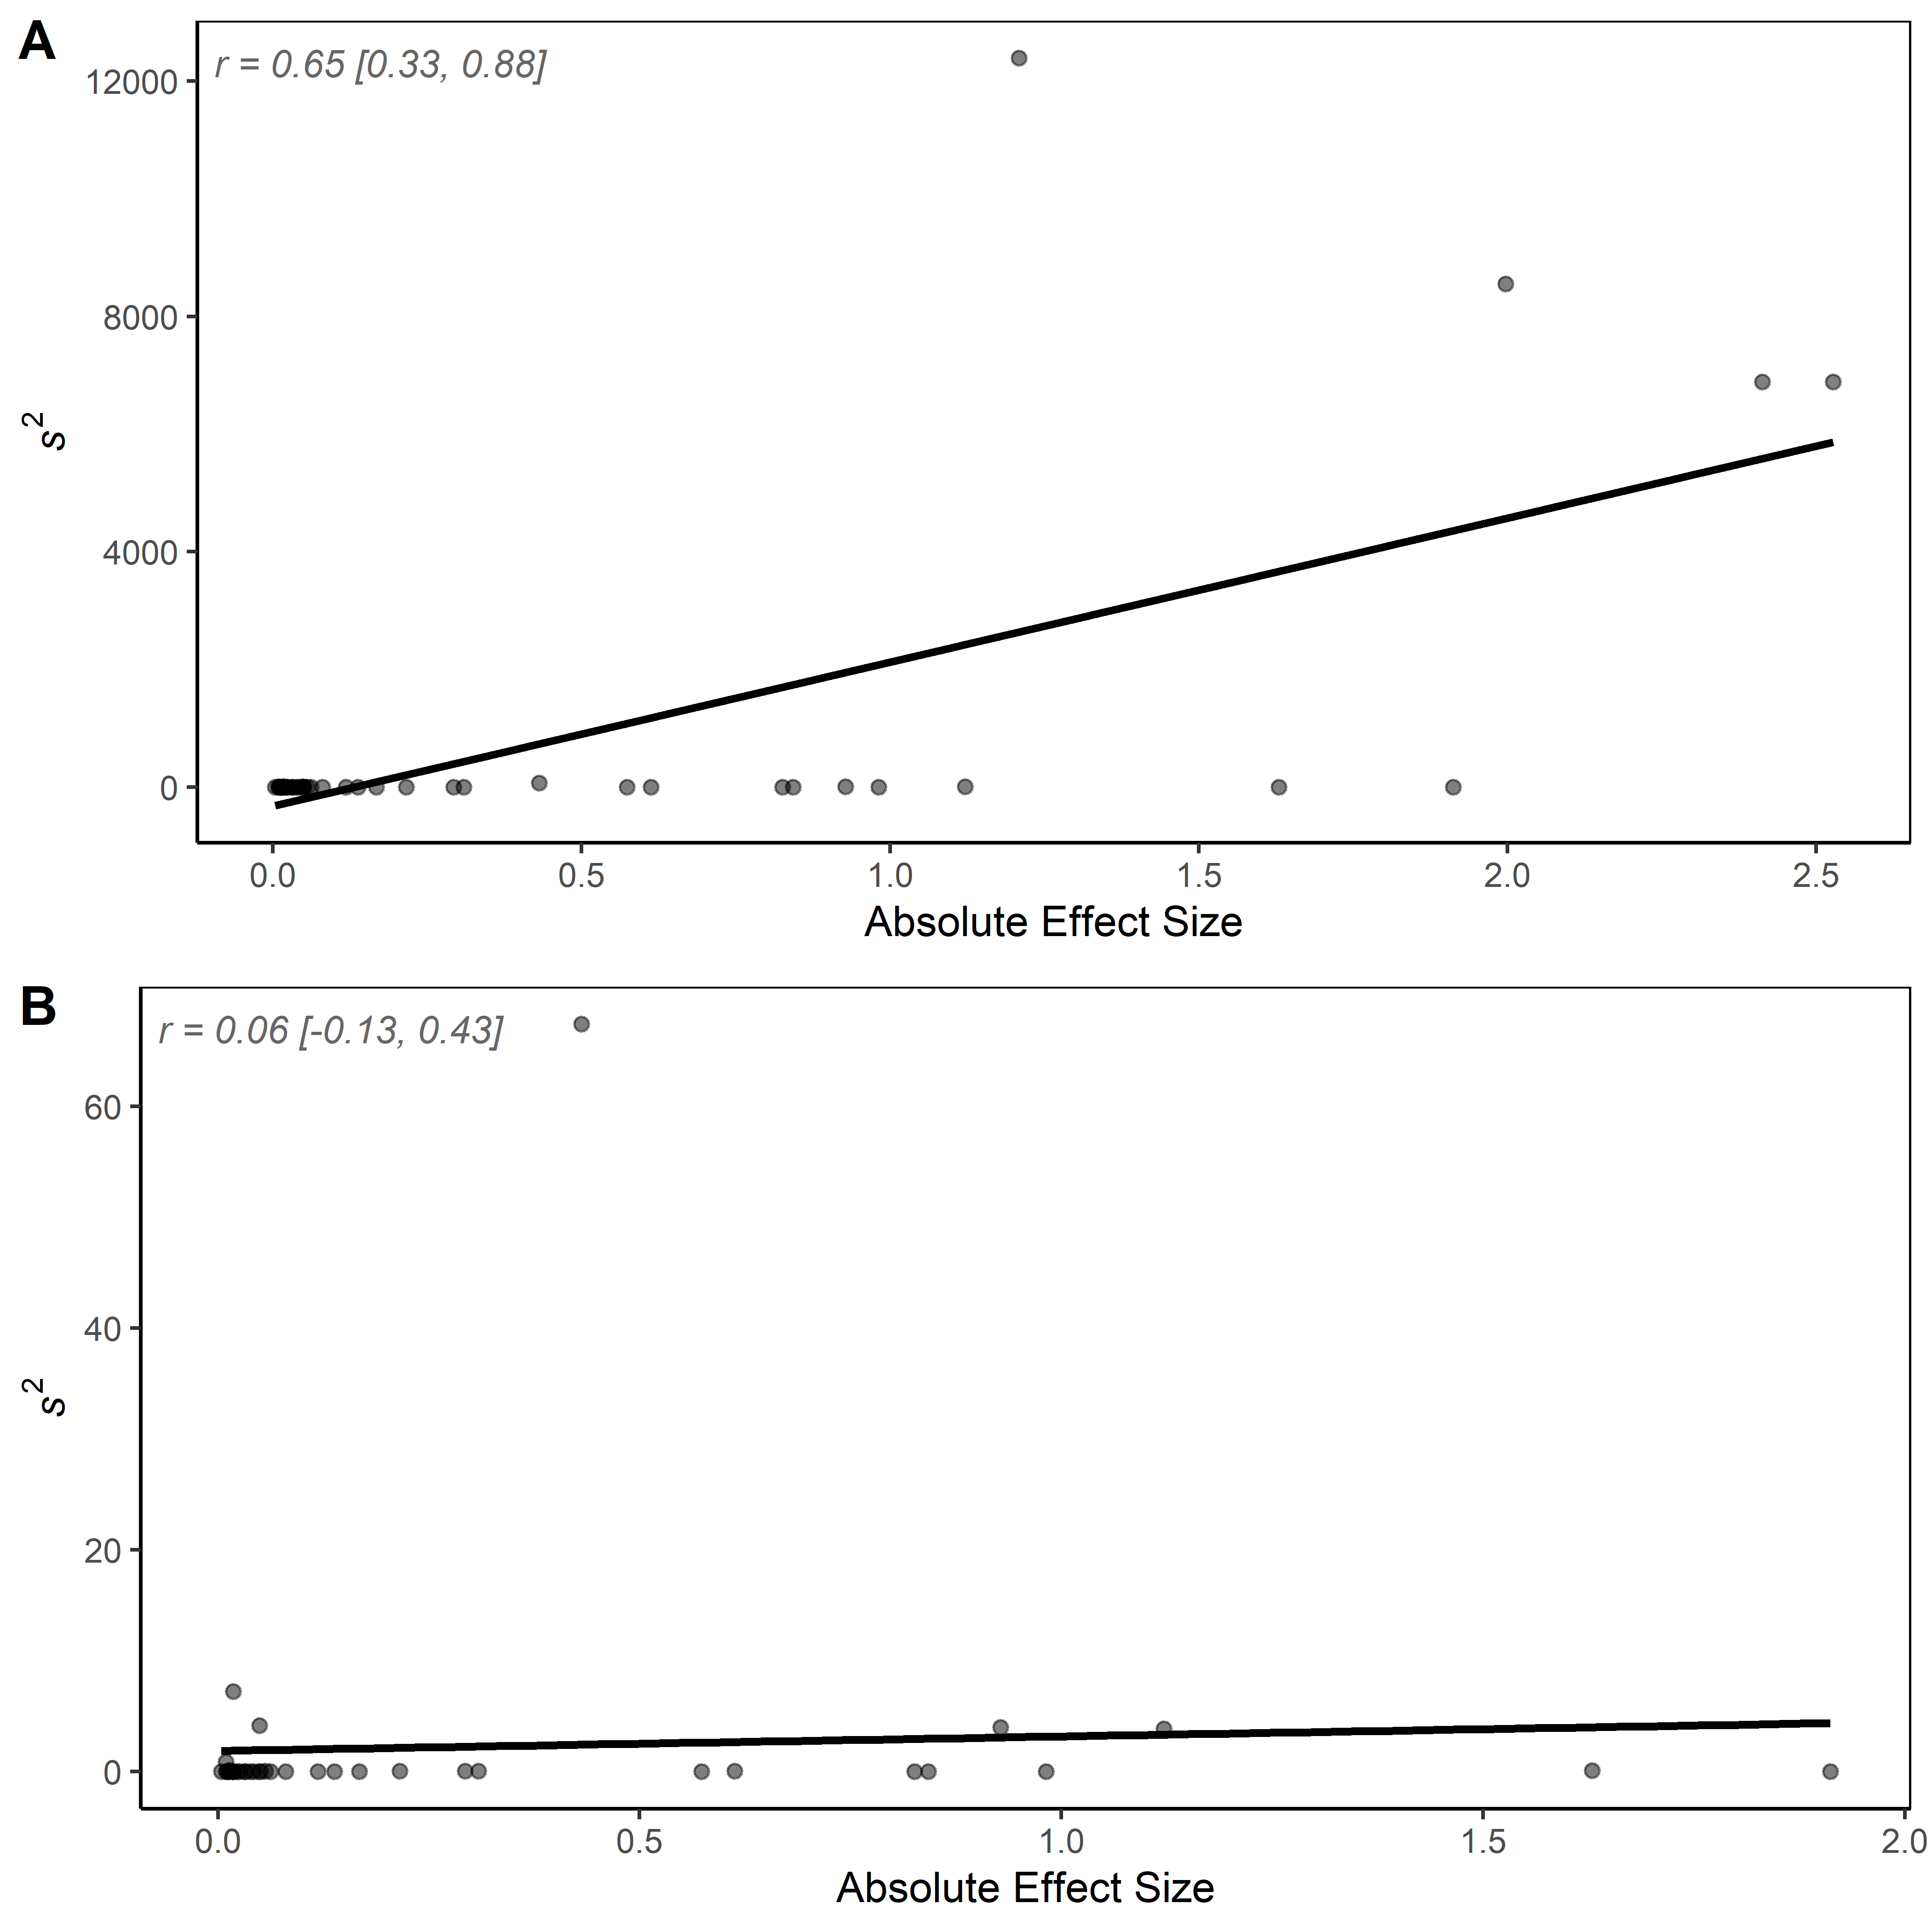 A
r = 0.65 [0.33, 0.88]
12000
8000
4000
0
s²
0.0 0.5 1.0 1.5 2.0 2.5
Absolute Effect Size
B
r = 0.06 [-0.13, 0.43]
60
40
20
0
s²
0.0 0.5 1.0 1.5 2.0
Absolute Effect Size